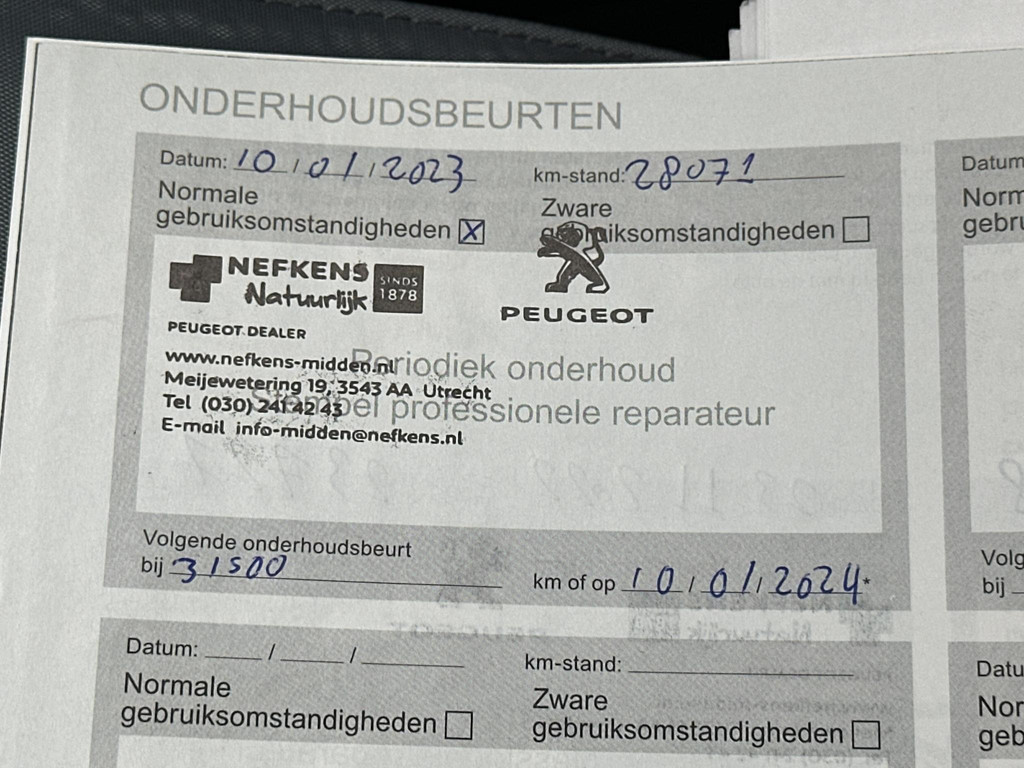 ONDERHOUDSBEURTEN
Datum: 10/01/2023 km-stand: 28071
Normale gebruiksomstandigheden ☒
Zware gebruiksomstandigheden ☐
NEFKENS
Natuurlijk
SINDS
1878
PEUGEOT
PEUGEOT DEALER
Periodiek onderhoud
Stempel professionele reparateur
www.nefkens-midden.nl
Meijewetering 19, 3543 AA Utrecht
Tel (030) 241 42 43
E-mail info-midden@nefkens.nl
Volgende onderhoudsbeurt
bij 31500 km of op 10/01/2024*
Datum: ____/____/____ km-stand:
Normale gebruiksomstandigheden ☐
Zware gebruiksomstandigheden ☐
Datum
Norm
gebru
Volg
bij
Datu
Nor
geb